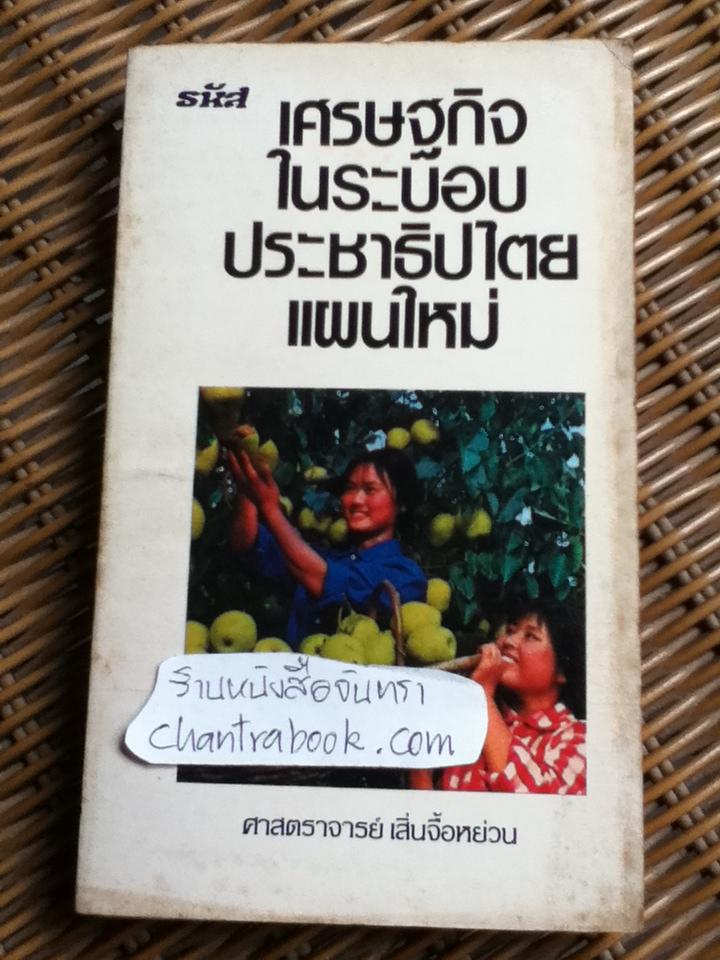 ธหัส
เศรษฐกิจ
ในระบอบ
ประชาธิปไตย
แผนใหม่
ร้านหนังสือจันทรา
chantrabook.com
ศาสตราจารย์ เสิ่นจื้อหย่วน